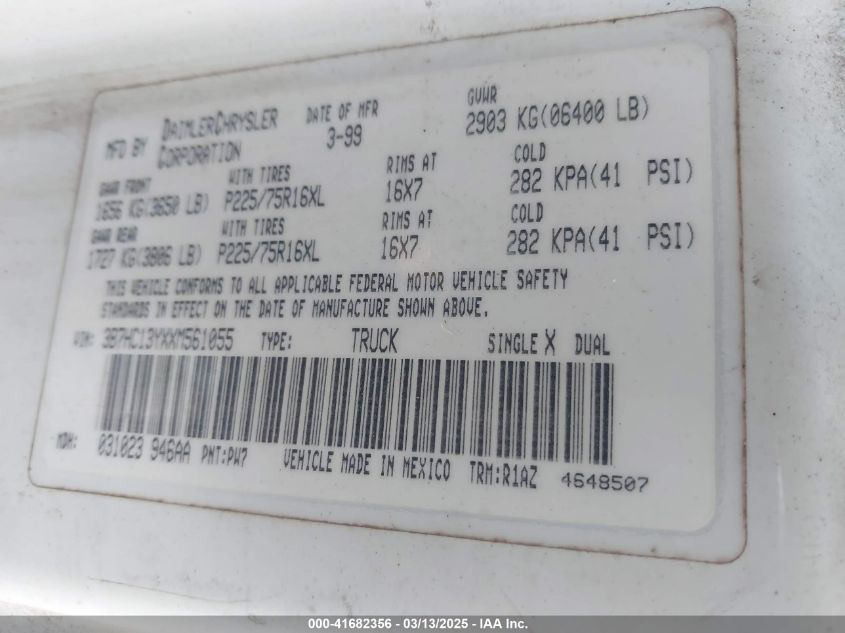 MFD BY DAIMLERCHRYSLER CORPORATION DATE OF MFR 3-99 GVWR 2903 KG(06400 LB)
GAWR FRONT WITH TIRES RIMS AT COLD
1656 KG(3650 LB) P225/75R16XL 16X7 282 KPA(41 PSI)
GAWR REAR WITH TIRES RIMS AT COLD
1727 KG(3806 LB) P225/75R16XL 16X7 282 KPA(41 PSI)
THIS VEHICLE CONFORMS TO ALL APPLICABLE FEDERAL MOTOR VEHICLE SAFETY
STANDARDS IN EFFECT ON THE DATE OF MANUFACTURE SHOWN ABOVE.
VIN: 3B7HC13YXXM561055 TYPE: TRUCK SINGLE X DUAL
MDH: 031023 946AA PNT:PW7 VEHICLE MADE IN MEXICO TRM:R1AZ 4648507
000-41682356 - 03/13/2025 - IAA Inc.